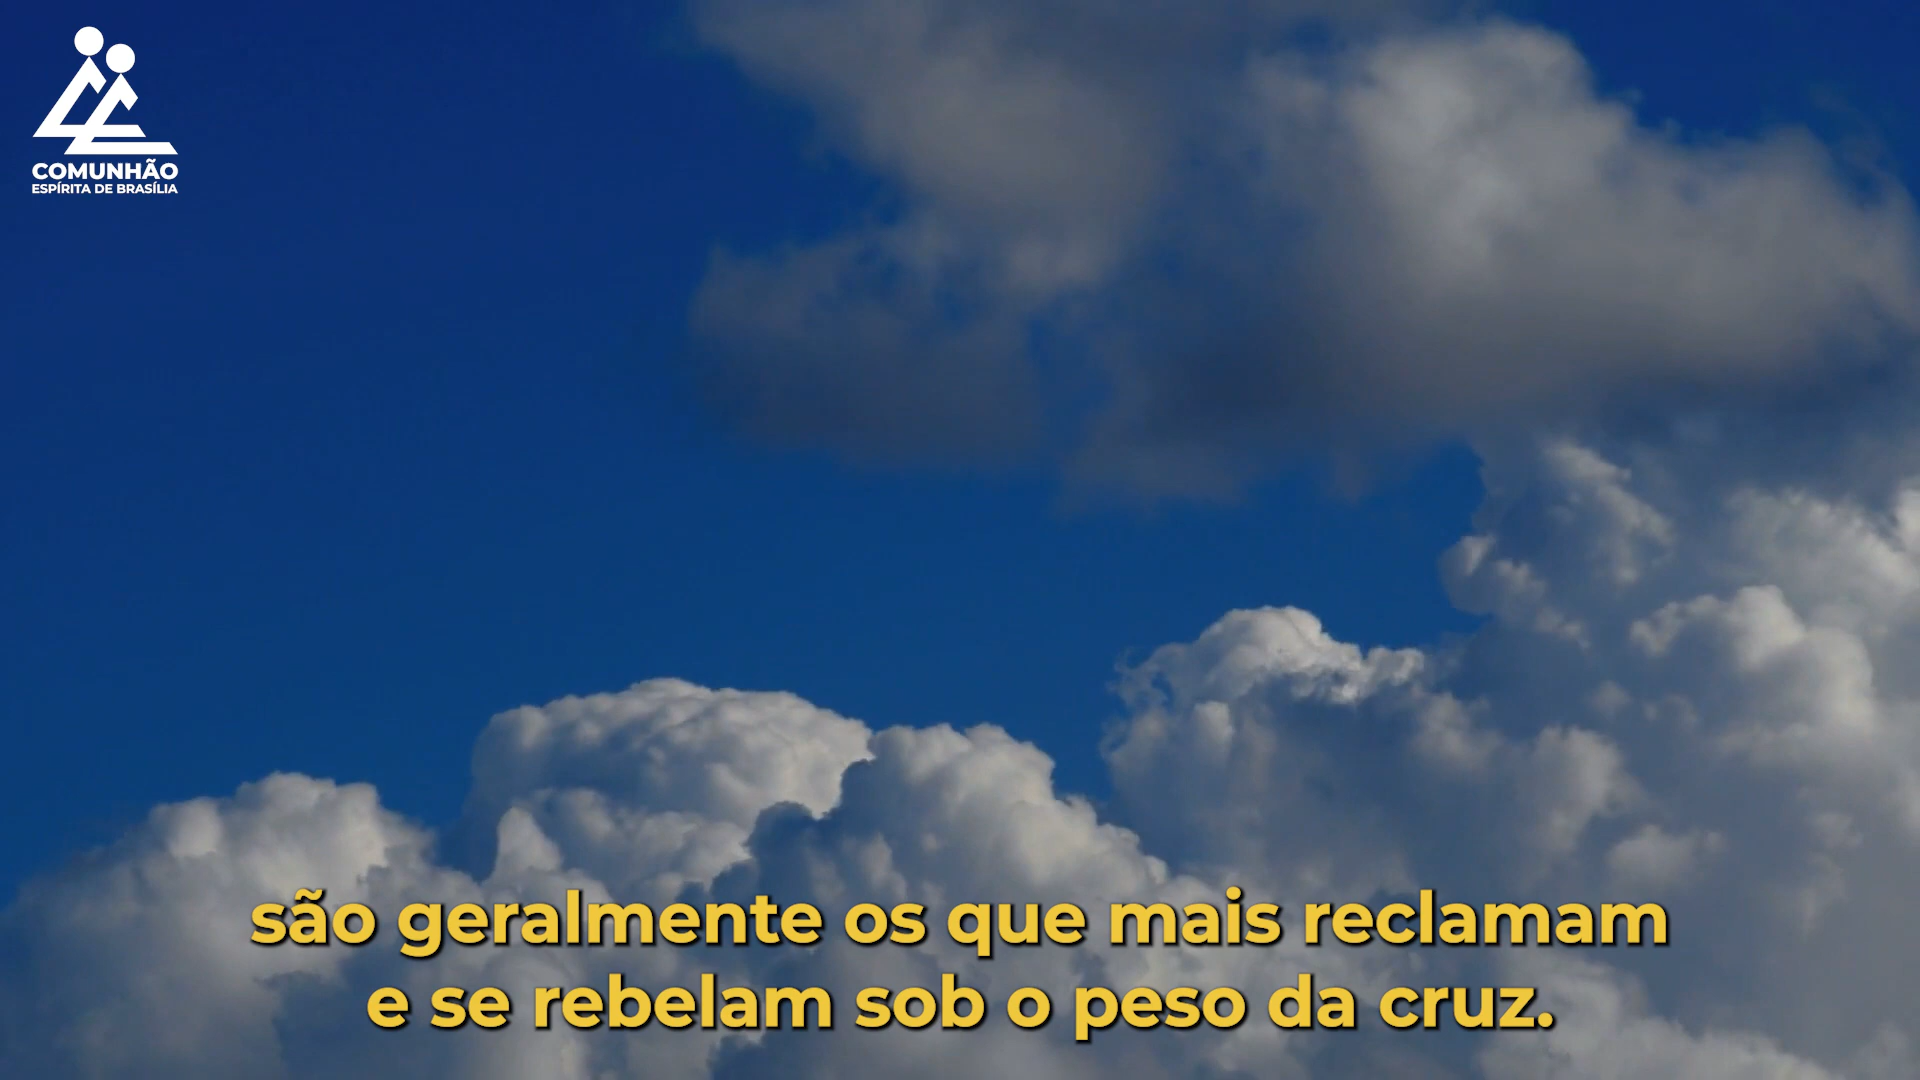 COMUNHÃO
ESPÍRITA DE BRASÍLIA
são geralmente os que mais reclamam
e se rebelam sob o peso da cruz.